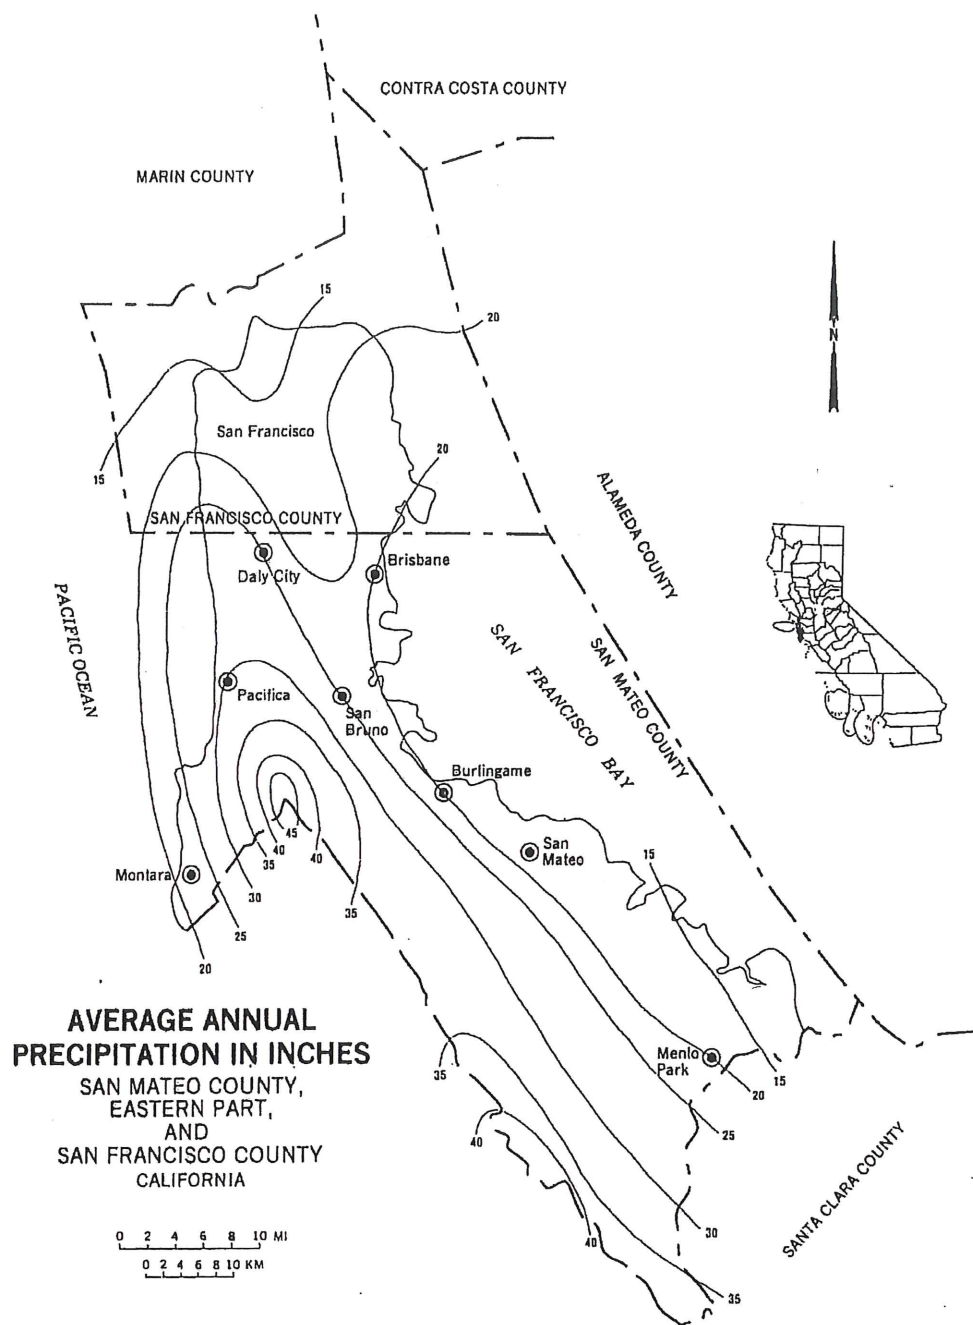 CONTRA COSTA COUNTY
MARIN COUNTY
15
20
N
San Francisco
15
20
SAN FRANCISCO COUNTY
ALAMEDA COUNTY
Daly City
Brisbane
PACIFIC OCEAN
SAN FRANCISCO BAY
SAN MATEO COUNTY
Pacifica
San
Bruno
Burlingame
45
40
40
35
San
Mateo
15
Montara
30
35
25
20
AVERAGE ANNUAL
PRECIPITATION IN INCHES
SAN MATEO COUNTY,
EASTERN PART,
AND
SAN FRANCISCO COUNTY
CALIFORNIA
35
Menlo
Park
15
20
25
40
SANTA CLARA COUNTY
30
40
35
0 2 4 6 8 10 MI
0 2 4 6 8 10 KM